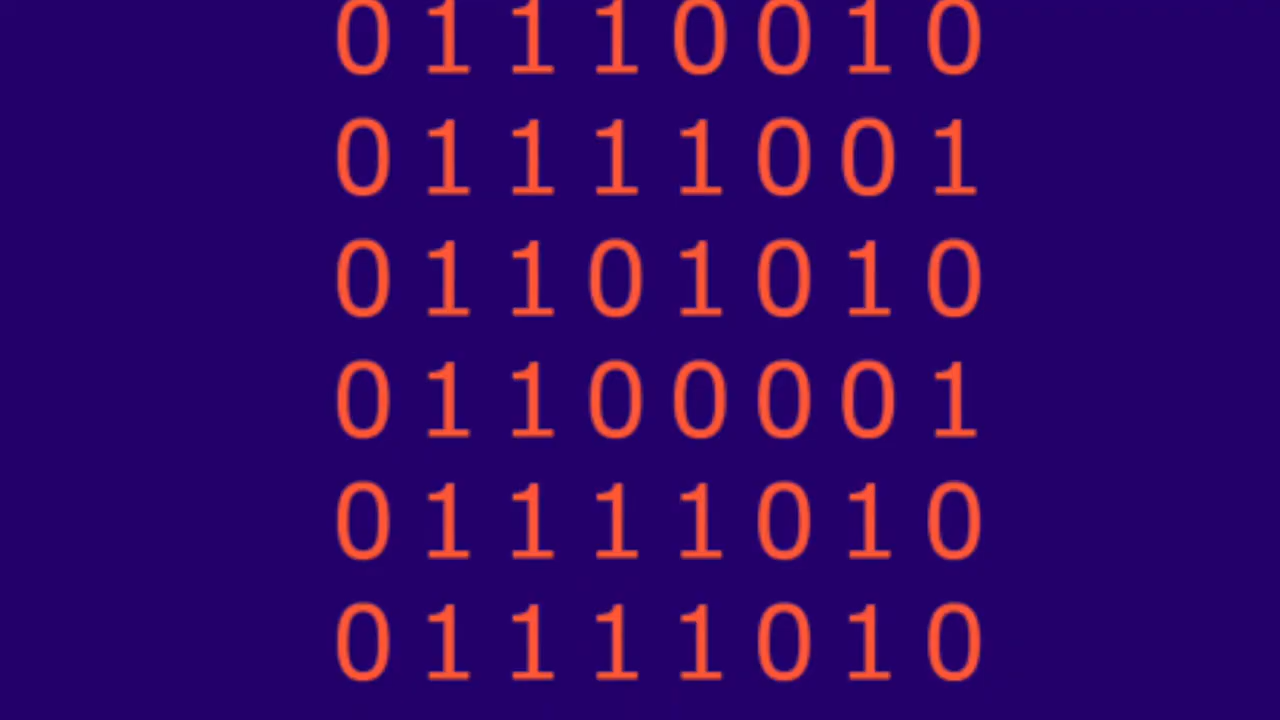 0 1 1 1 0 0 1 0
0 1 1 1 1 0 0 1
0 1 1 0 1 0 1 0
0 1 1 0 0 0 0 1
0 1 1 1 1 0 1 0
0 1 1 1 1 0 1 0